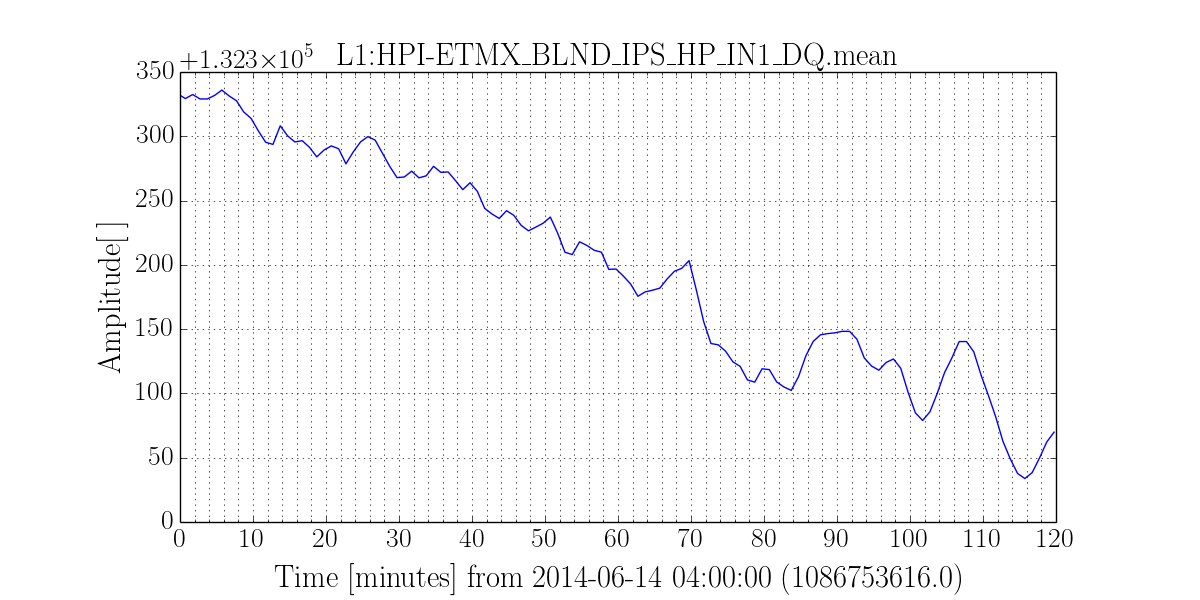 +1.323×10^5 L1:HPI-ETMX_BLND_IPS_HP_IN1_DQ.mean
350
300
250
200
150
100
50
0
Amplitude[]
0 10 20 30 40 50 60 70 80 90 100 110 120
Time [minutes] from 2014-06-14 04:00:00 (1086753616.0)